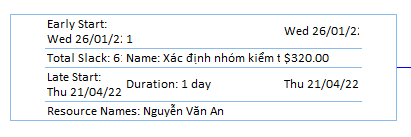 Early Start:
Wed 26/01/2 1 Wed 26/01/2
Total Slack: 6 Name: Xác định nhóm kiểm t $320.00
Late Start:
Thu 21/04/22 Duration: 1 day Thu 21/04/22
Resource Names: Nguyễn Văn An